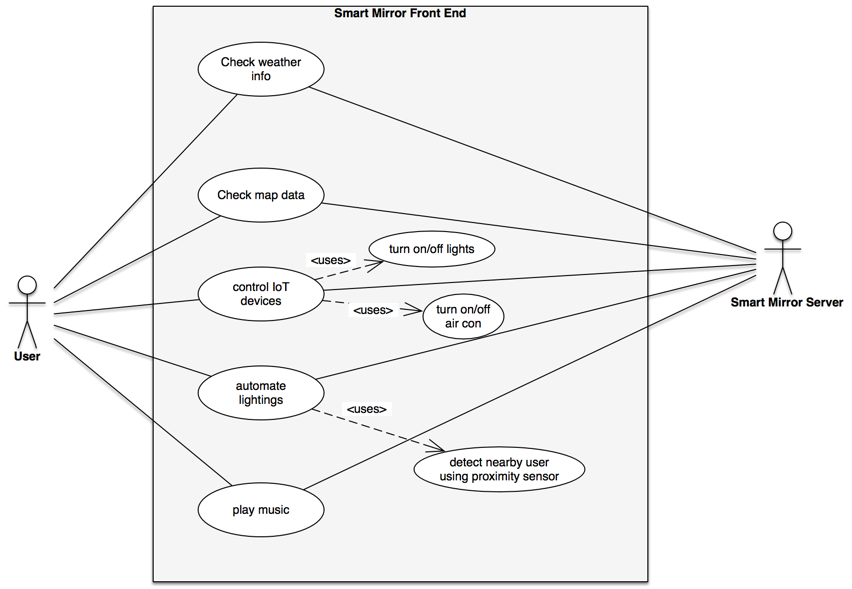 Smart Mirror Front End
Check weather
info
Check map data
<uses>
turn on/off lights
control IoT
devices
<uses>
turn on/off
air con
User
Smart Mirror Server
automate
lightings
<uses>
detect nearby user
using proximity sensor
play music